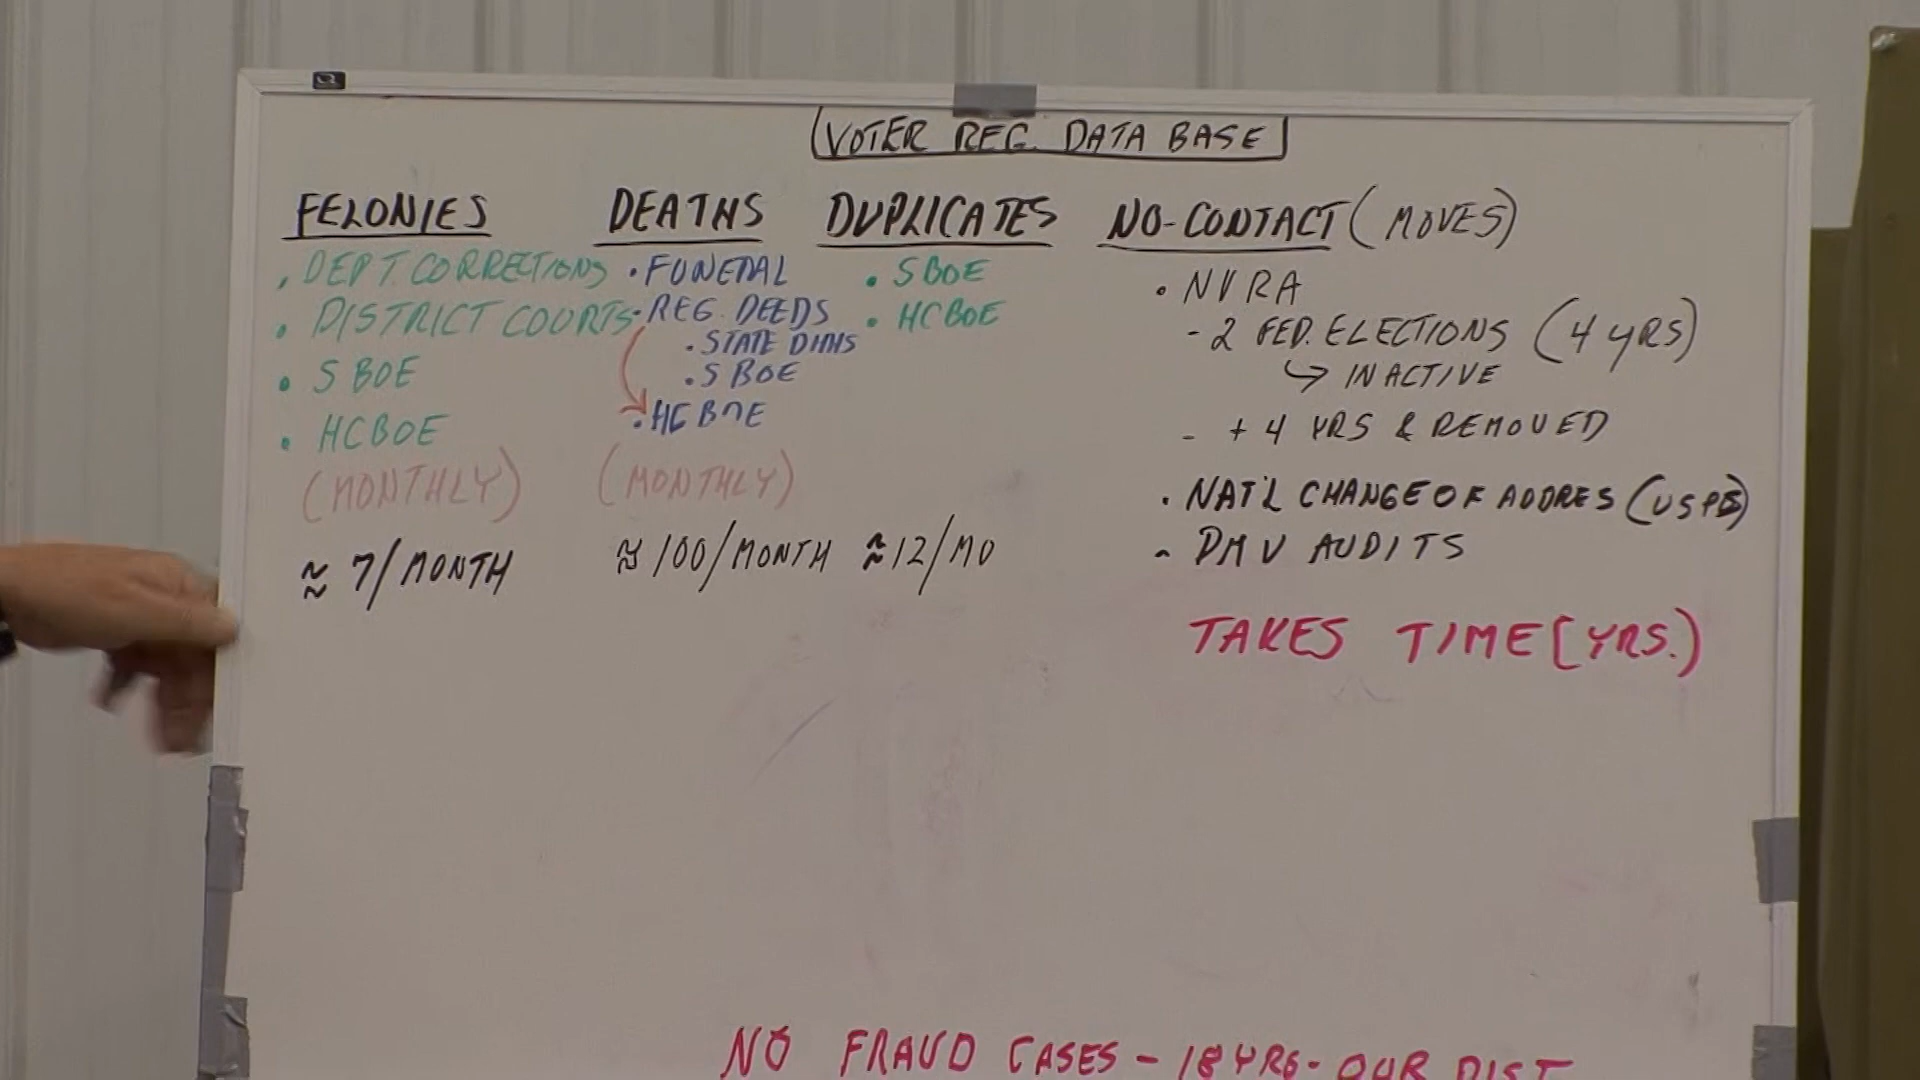 VOTER REG. DATA BASE
FELONIES
• DEPT. CORRECTIONS
• DISTRICT COURTS
• SBOE
• HCBOE
(MONTHLY)
≈ 7/MONTH
DEATHS
• FUNERAL
• REG. DEEDS
• STATE DHHS
• SBOE
• HCBOE
(MONTHLY)
≈ 100/MONTH
DUPLICATES
• SBOE
• HCBOE
≈ 12/MO
NO-CONTACT (MOVES)
• NVRA
- 2 FED. ELECTIONS (4 YRS)
↳ INACTIVE
- + 4 YRS & REMOVED
• NAT'L CHANGE OF ADDRES (USPS)
- DMV AUDITS
TAKES TIME [YRS.)
NO FRAUD CASES - 18 YRS - OUR DIST